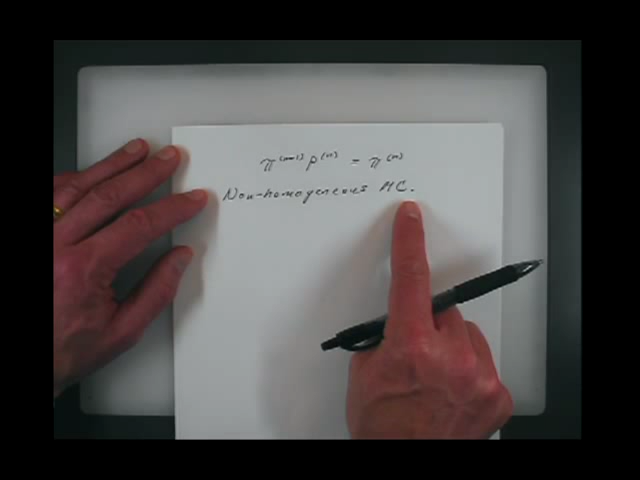 π⁽ⁿ⁻¹⁾ P⁽ⁿ⁾ = π⁽ⁿ⁾
Non-homogeneous MC.